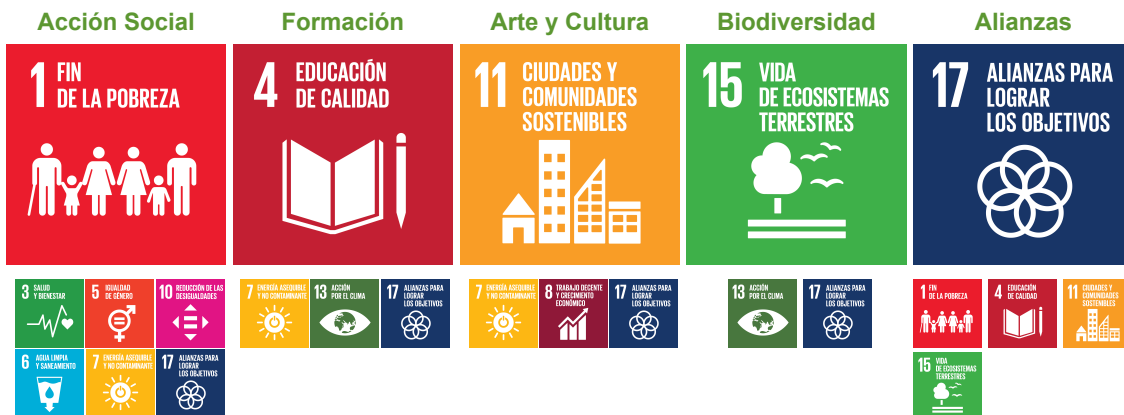 Acción Social
1 FIN
DE LA POBREZA
3 SALUD
Y BIENESTAR
5 IGUALDAD
DE GÉNERO
10 REDUCCIÓN DE LAS
DESIGUALDADES
6 AGUA LIMPIA
Y SANEAMIENTO
7 ENERGÍA ASEQUIBLE
Y NO CONTAMINANTE
17 ALIANZAS PARA
LOGRAR
LOS OBJETIVOS
Formación
4 EDUCACIÓN
DE CALIDAD
7 ENERGÍA ASEQUIBLE
Y NO CONTAMINANTE
13 ACCIÓN
POR EL CLIMA
17 ALIANZAS PARA
LOGRAR
LOS OBJETIVOS
Arte y Cultura
11 CIUDADES Y
COMUNIDADES
SOSTENIBLES
7 ENERGÍA ASEQUIBLE
Y NO CONTAMINANTE
8 TRABAJO DECENTE
Y CRECIMIENTO
ECONÓMICO
17 ALIANZAS PARA
LOGRAR
LOS OBJETIVOS
Biodiversidad
15 VIDA
DE ECOSISTEMAS
TERRESTRES
13 ACCIÓN
POR EL CLIMA
17 ALIANZAS PARA
LOGRAR
LOS OBJETIVOS
Alianzas
17 ALIANZAS PARA
LOGRAR
LOS OBJETIVOS
1 FIN
DE LA POBREZA
4 EDUCACIÓN
DE CALIDAD
11 CIUDADES Y
COMUNIDADES
SOSTENIBLES
15 VIDA
DE ECOSISTEMAS
TERRESTRES